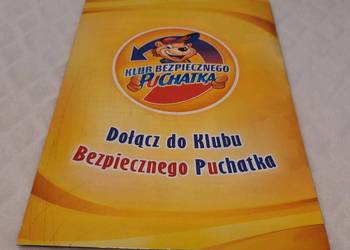 KLUB BEZPIECZNEGO
PUCHATKA
Dołącz do Klubu
Bezpiecznego Puchatka